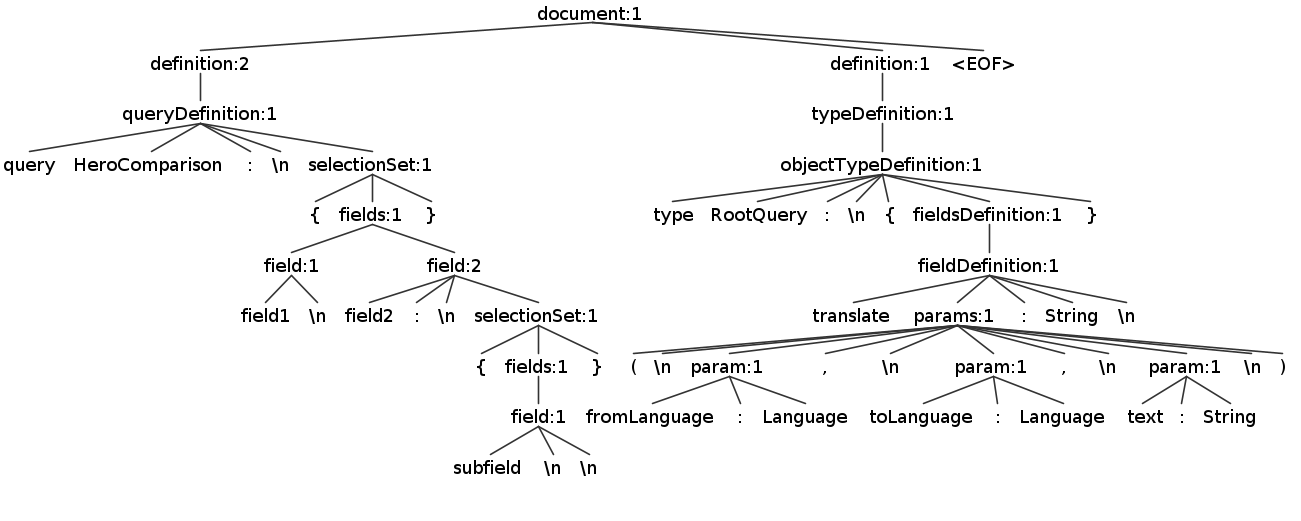 document:1
definition:2 definition:1 <EOF>
queryDefinition:1 typeDefinition:1
query HeroComparison : \n selectionSet:1 objectTypeDefinition:1
{ fields:1 } type RootQuery : \n { fieldsDefinition:1 }
field:1 field:2 fieldDefinition:1
field1 \n field2 : \n selectionSet:1 translate params:1 : String \n
{ fields:1 } ( \n param:1 , \n param:1 , \n param:1 \n )
field:1 fromLanguage : Language toLanguage : Language text : String
subfield \n \n